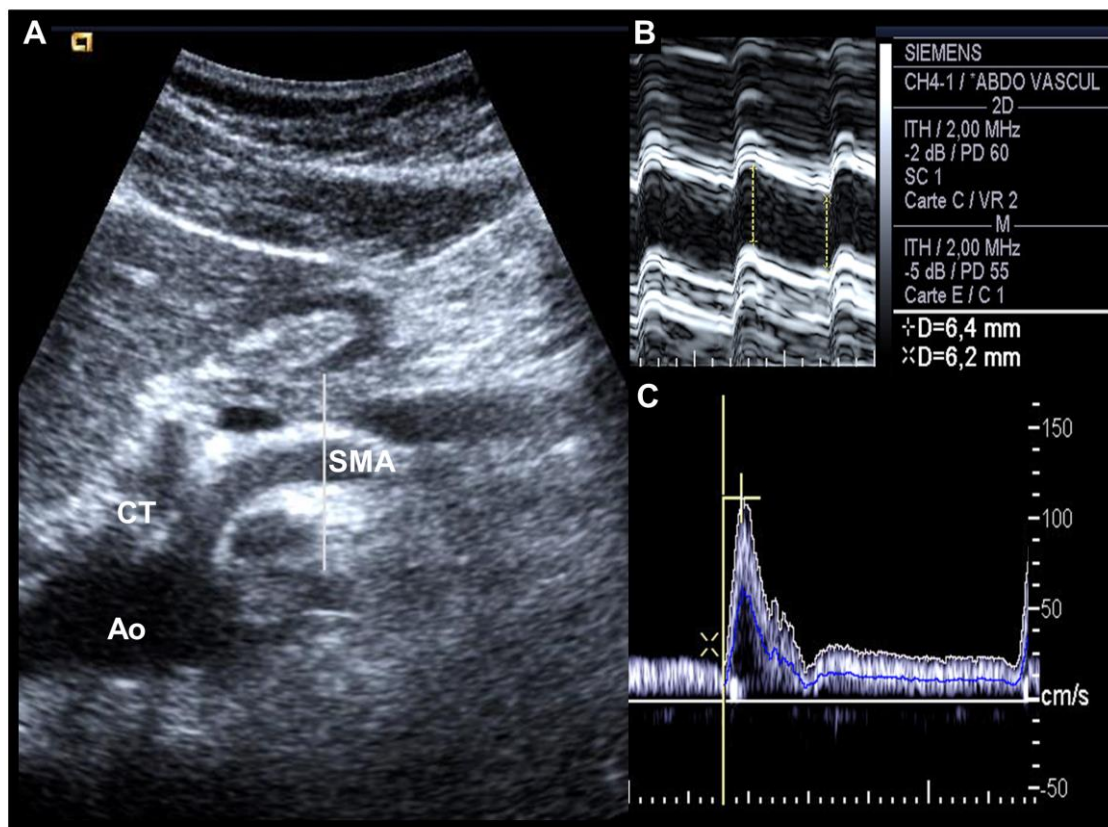 A
CT
SMA
Ao
B
SIEMENS
CH4-1 / *ABDO VASCUL
2D
ITH / 2,00 MHz
-2 dB / PD 60
SC 1
Carte C / VR 2
M
ITH / 2,00 MHz
-5 dB / PD 55
Carte E / C 1
D=6,4 mm
D=6,2 mm
C
150
100
50
cm/s
-50